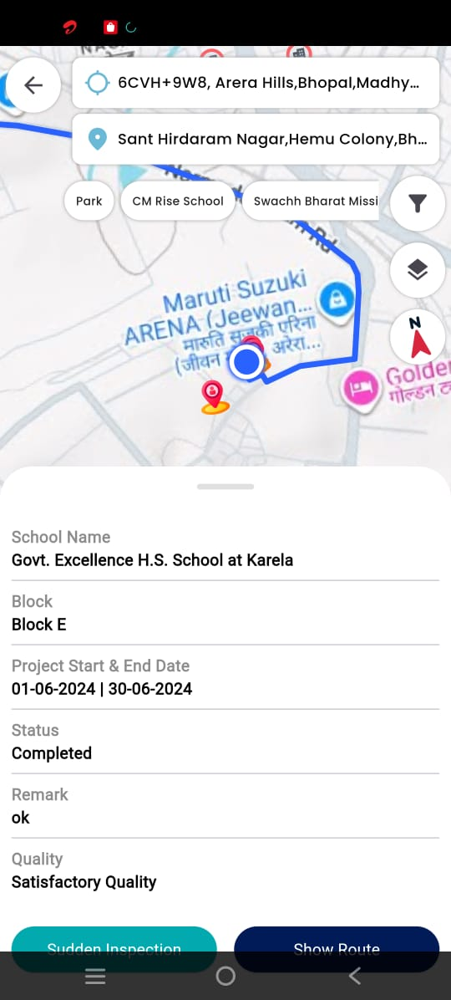 6CVH+9W8, Arera Hills,Bhopal,Madhy...
Sant Hirdaram Nagar,Hemu Colony,Bh...
Park
CM Rise School
Swachh Bharat Missi
Rd
N
Maruti Suzuki
ARENA (Jeewan...
मारुति सुज़ुकी एरिना
(जीवन
अरेरा...
Golde
गोल्डन
School Name
Govt. Excellence H.S. School at Karela
Block
Block E
Project Start & End Date
01-06-2024 | 30-06-2024
Status
Completed
Remark
ok
Quality
Satisfactory Quality
Sudden Inspection
Show Route